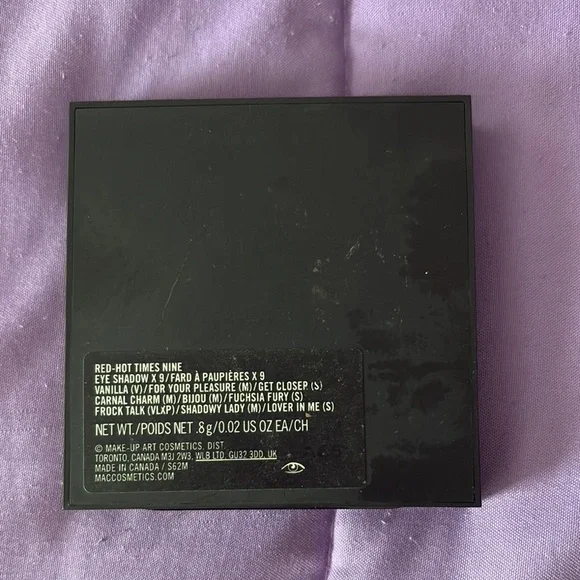 RED-HOT TIMES NINE
EYE SHADOW X 9/FARD À PAUPIÈRES X 9
VANILLA (V)/FOR YOUR PLEASURE (M)/GET CLOSER (S)
CARNAL CHARM (M)/BIJOU (M)/FUCHSIA FURY (S)
FROCK TALK (VLXP)/SHADOWY LADY (M)/LOVER IN ME (S)
NET WT./POIDS NET .8g/0.02 US OZ EA/CH
© MAKE-UP ART COSMETICS, DIST.
TORONTO, CANADA M3J 2W3, WLB LTD, GU32 3DD, UK
MADE IN CANADA / S62M
MACCOSMETICS.COM